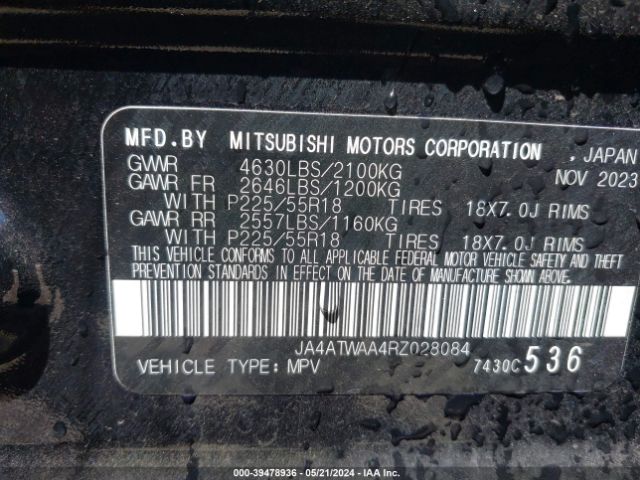 MFD.BY MITSUBISHI MOTORS CORPORATION , JAPAN
GWR 4630LBS/2100KG NOV 2023
GAWR FR 2646LBS/1200KG
WITH P225/55R18 TIRES 18X7.0J RIMS
GAWR RR 2557LBS/1160KG
WITH P225/55R18 TIRES 18X7.0J RIMS
THIS VEHICLE CONFORMS TO ALL APPLICABLE FEDERAL MOTOR VEHICLE SAFETY AND THEFT
PREVENTION STANDARDS IN EFFECT ON THE DATE OF MANUFACTURE SHOWN ABOVE.
JA4ATWAA4RZ028084
VEHICLE TYPE: MPV 7430C536
000-39478936 - 05/21/2024 - IAA Inc.